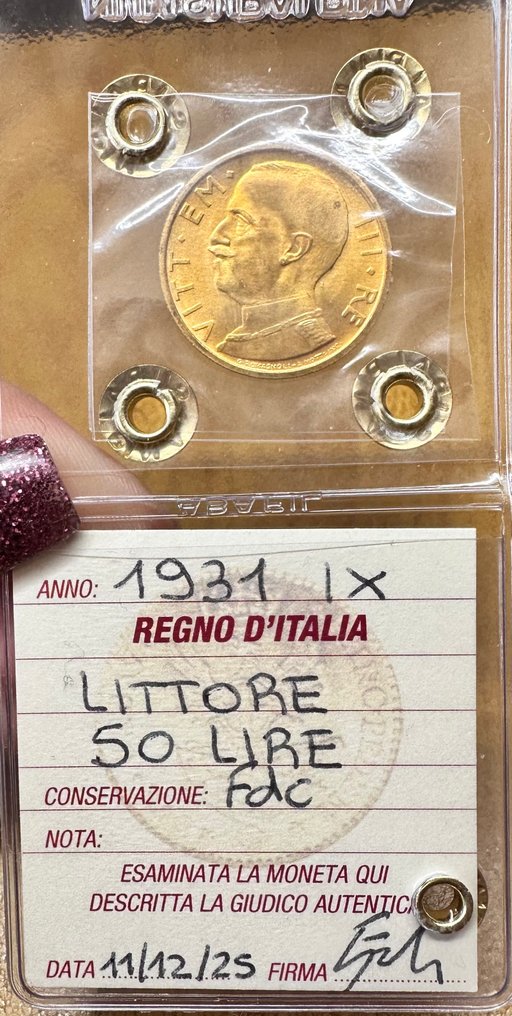 VITT·EM· III·RE
ABAFIL
ANNO: 1931 IX
REGNO D'ITALIA
LITTORE
50 LIRE
CONSERVAZIONE: FdC
NOTA:
ESAMINATA LA MONETA QUI
DESCRITTA LA GIUDICO AUTENTICA
DATA 11/12/25 FIRMA